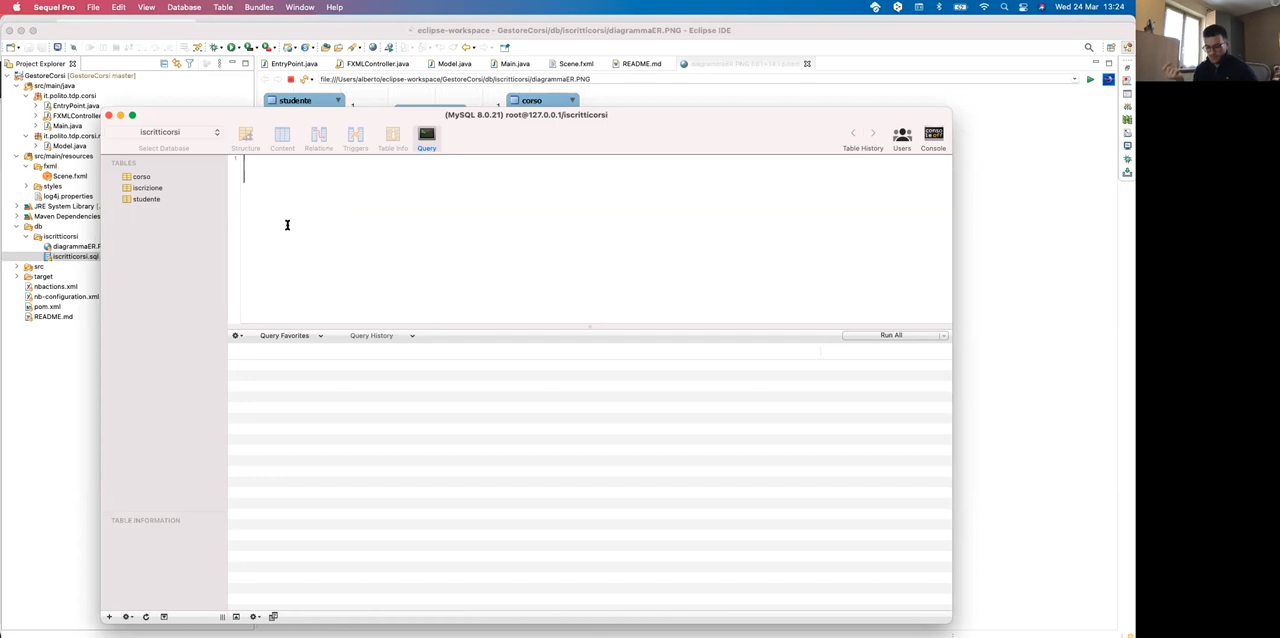 Sequel Pro File Edit View Database Table Bundles Window Help
Wed 24 Mar 13:24
eclipse-workspace - GestoreCorsi/db/iscritticorsi/diagrammaER.PNG - Eclipse IDE
Project Explorer
EntryPoint.java FXMLController.java Model.java Main.java Scene.fxml README.md
file:///Users/alberto/eclipse-workspace/GestoreCorsi/db/iscritticorsi/diagrammaER.PNG
GestoreCorsi [GestoreCorsi master]
src/main/java
it.polito.tdp.corsi
EntryPoint.java
FXMLController
Main.java
it.polito.tdp.corsi.
Model.java
src/main/resources
fxml
Scene.fxml
styles
log4j.properties
JRE System Library
Maven Dependencies
db
iscritticorsi
diagrammaER.P
iscritticorsi.sql
src
target
nbactions.xml
nb-configuration.xml
pom.xml
README.md
studente
corso
(MySQL 8.0.21) root@127.0.0.1/iscritticorsi
iscritticorsi
Select Database
Structure Content Relations Triggers Table Info Query
Table History Users Console
TABLES
corso
iscrizione
studente
1
Query Favorites Query History Run All
TABLE INFORMATION